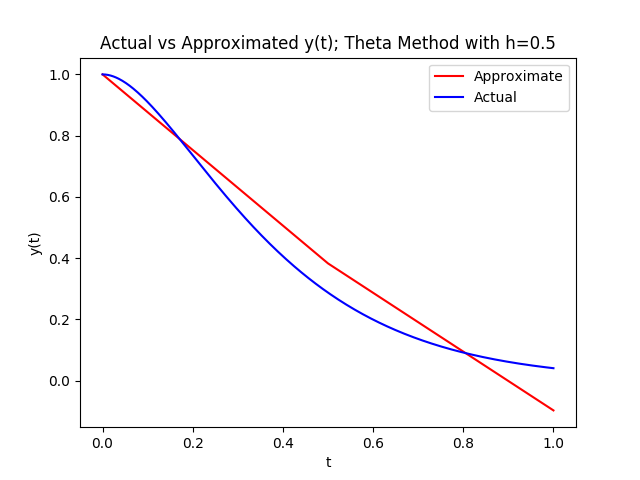 Actual vs Approximated y(t); Theta Method with h=0.5
Approximate
Actual
1.0
0.8
0.6
0.4
0.2
0.0
y(t)
0.0 0.2 0.4 0.6 0.8 1.0
t